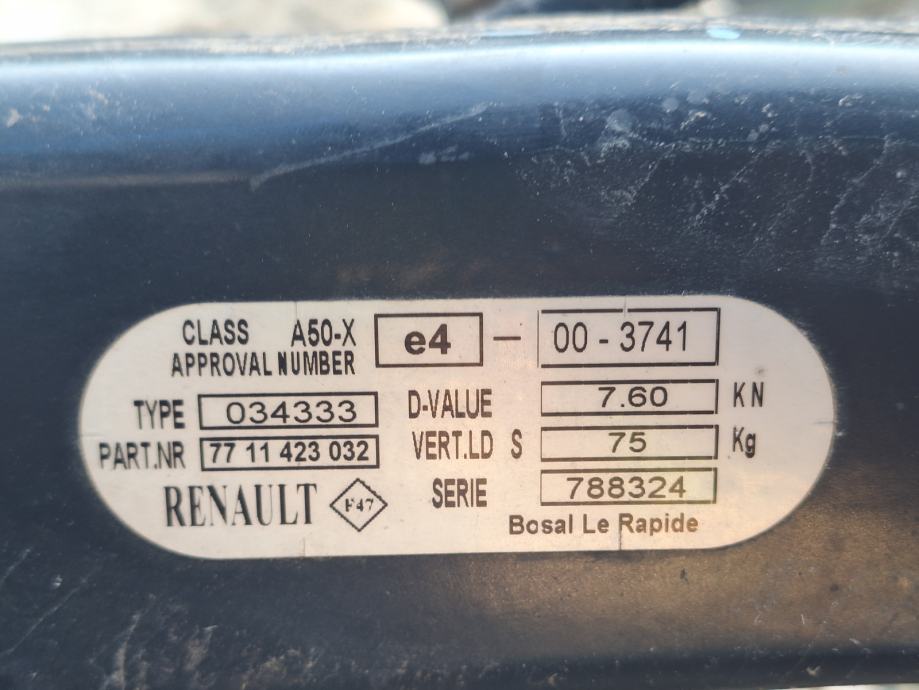 CLASS A50-X e4 - 00 - 3741
APPROVAL NUMBER
TYPE 034333 D-VALUE 7.60 KN
PART.NR 77 11 423 032 VERT.LD S 75 Kg
RENAULT F47 SERIE 788324
Bosal Le Rapide